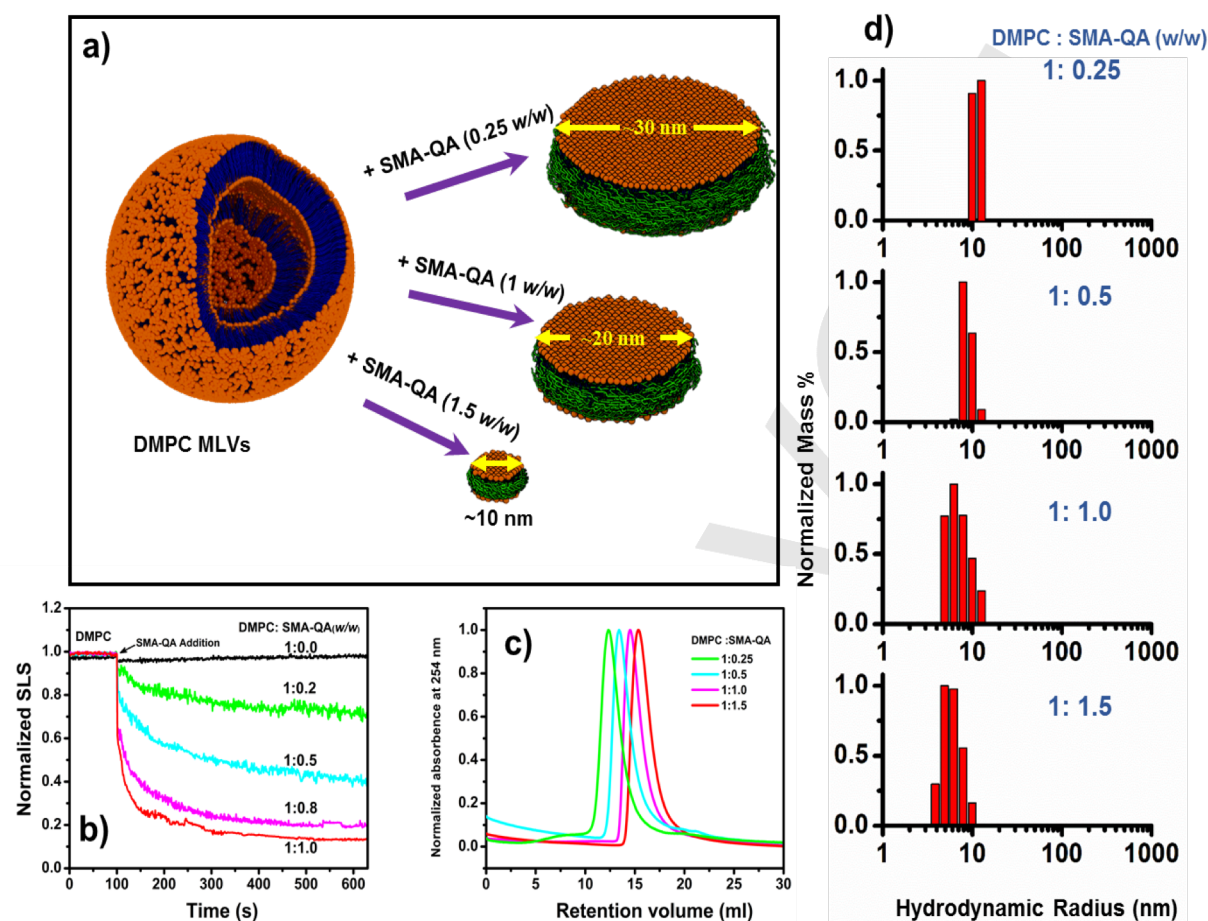 a)
+ SMA-QA (0.25 w/w)
~30 nm
+ SMA-QA (1 w/w)
~20 nm
+ SMA-QA (1.5 w/w)
~10 nm
DMPC MLVs
b)
Normalized SLS
1.2
1.0
0.8
0.6
0.4
0.2
0.0
DMPC
SMA-QA Addition
DMPC: SMA-QA(w/w)
1:0.0
1:0.2
1:0.5
1:0.8
1:1.0
0 100 200 300 400 500 600
Time (s)
c)
Normalized absorbence at 254 nm
1.0
0.8
0.6
0.4
0.2
0.0
DMPC :SMA-QA
1:0.25
1:0.5
1:1.0
1:1.5
0 5 10 15 20 25 30
Retention volume (ml)
d)
DMPC : SMA-QA (w/w)
Normalized Mass %
1: 0.25
1.0
0.5
0.0
1 10 100 1000
1: 0.5
1.0
0.5
0.0
1 10 100 1000
1: 1.0
1.0
0.5
0.0
1 10 100 1000
1: 1.5
1.0
0.5
0.0
1 10 100 1000
Hydrodynamic Radius (nm)